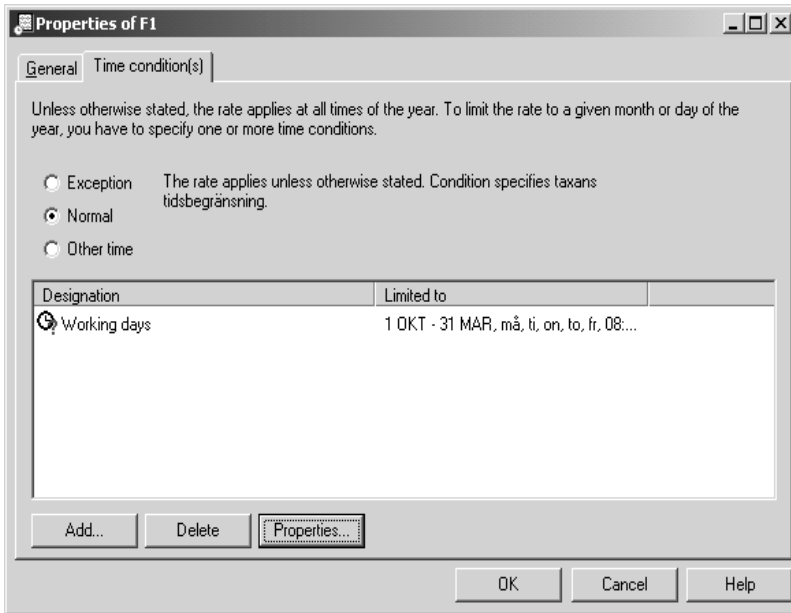 Properties of F1
General
Time condition(s)
Unless otherwise stated, the rate applies at all times of the year. To limit the rate to a given month or day of the
year, you have to specify one or more time conditions.
Exception
The rate applies unless otherwise stated. Condition specifies taxans
tidsbegränsning.
Normal
Other time
Designation
Limited to
Working days
1 OKT - 31 MAR, må, ti, on, to, fr, 08:...
Add...
Delete
Properties...
OK
Cancel
Help